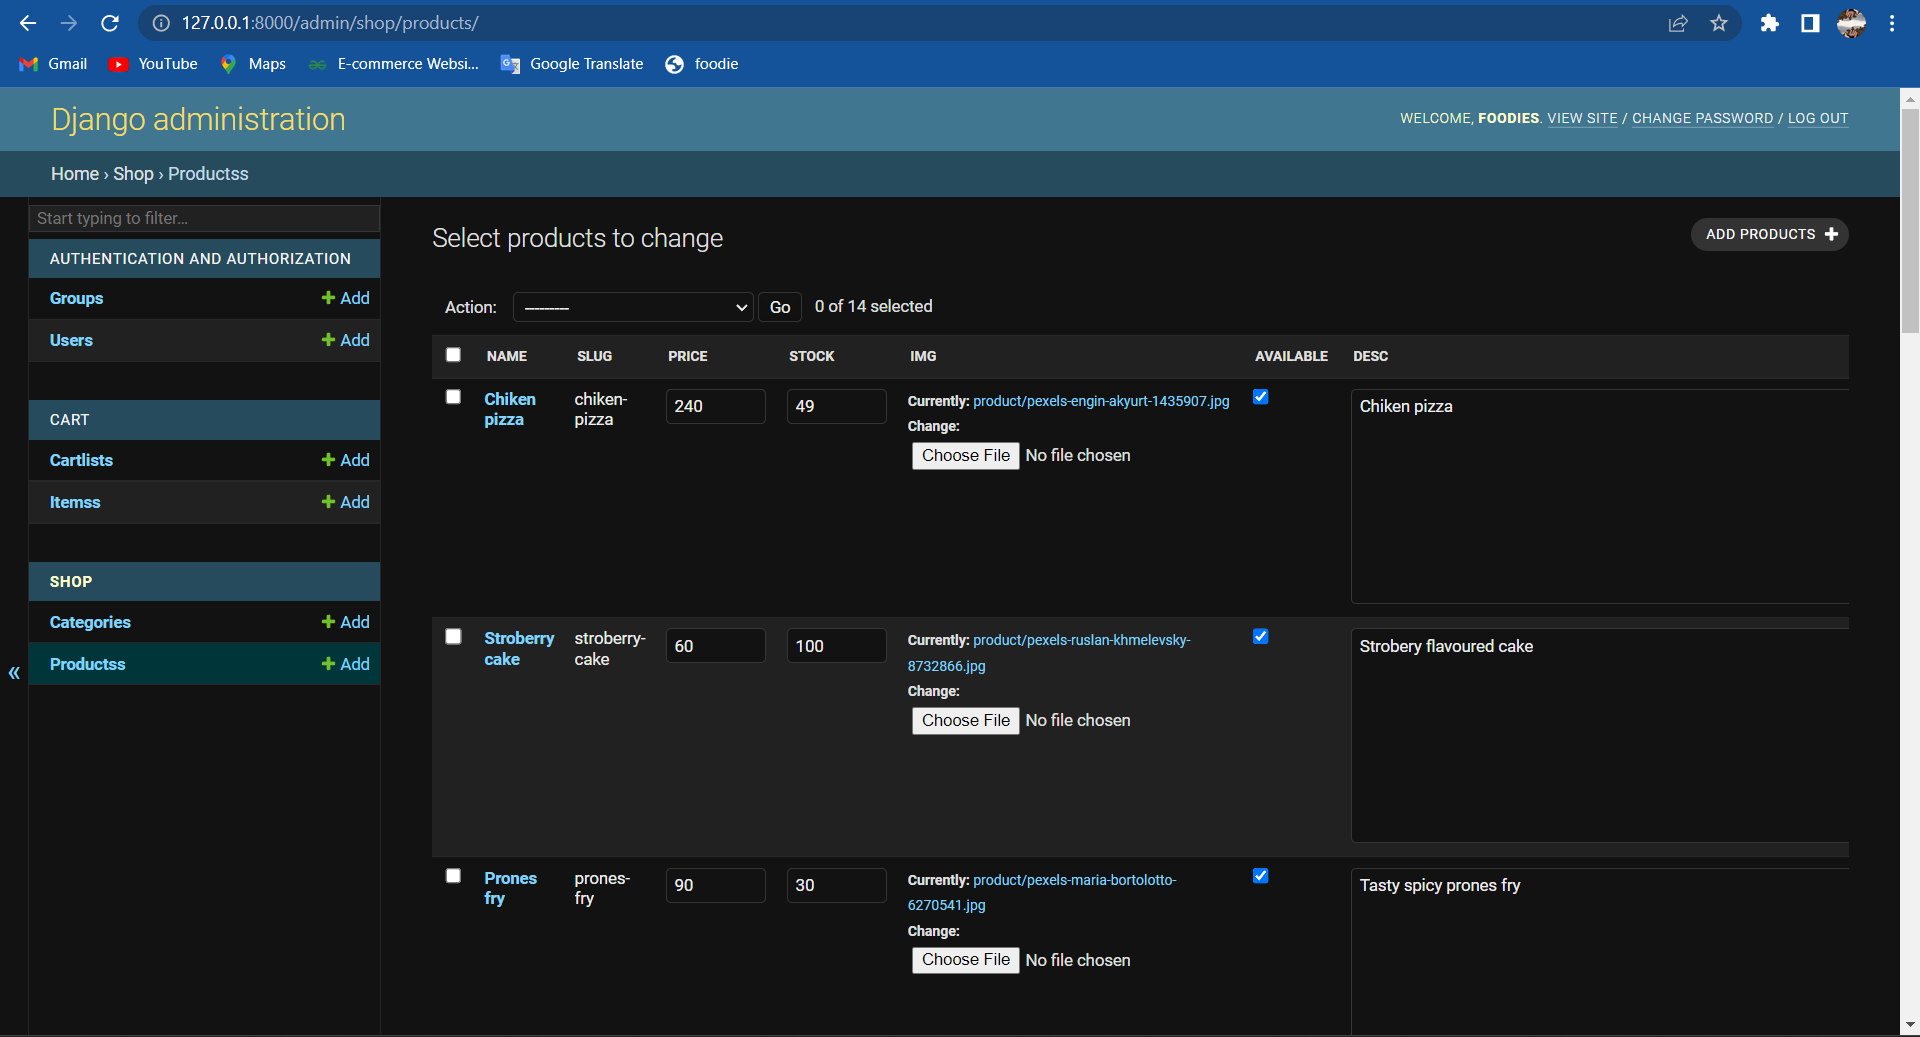 127.0.0.1:8000/admin/shop/products/
Gmail YouTube Maps E-commerce Websi... Google Translate foodie
Django administration
WELCOME, FOODIES. VIEW SITE / CHANGE PASSWORD / LOG OUT
Home › Shop › Productss
Start typing to filter...
AUTHENTICATION AND AUTHORIZATION
Groups + Add
Users + Add
CART
Cartlists + Add
Itemss + Add
SHOP
Categories + Add
Productss + Add
«
Select products to change
ADD PRODUCTS +
Action: --------- Go 0 of 14 selected
NAME SLUG PRICE STOCK IMG AVAILABLE DESC
Chiken pizza
chiken-
pizza
240
49
Currently: product/pexels-engin-akyurt-1435907.jpg
Change:
Choose File No file chosen
Chiken pizza
Stroberry
cake
stroberry-
cake
60
100
Currently: product/pexels-ruslan-khmelevsky-
8732866.jpg
Change:
Choose File No file chosen
Strobery flavoured cake
Prones
fry
prones-
fry
90
30
Currently: product/pexels-maria-bortolotto-
6270541.jpg
Change:
Choose File No file chosen
Tasty spicy prones fry